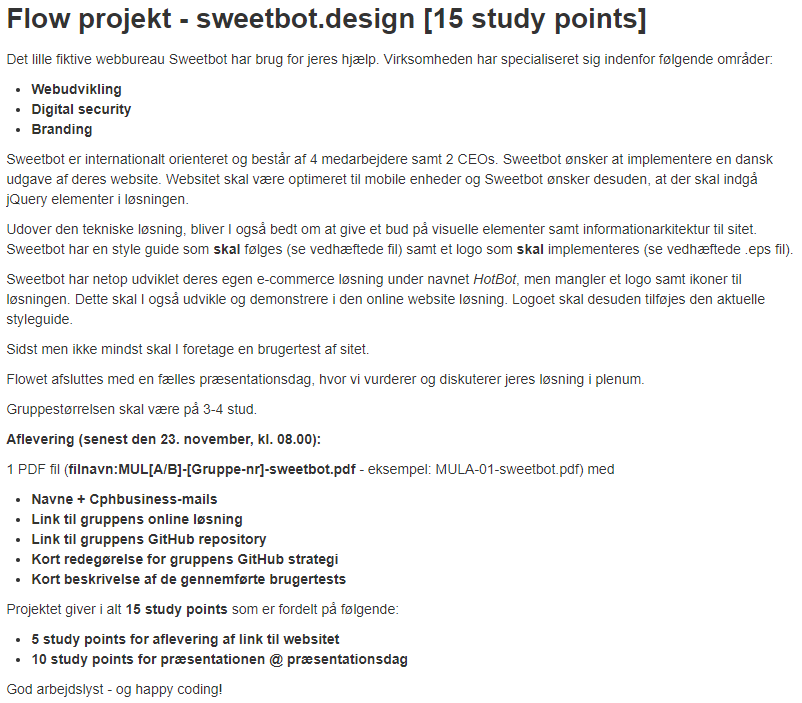 Flow projekt - sweetbot.design [15 study points]
Det lille fiktive webbureau Sweetbot har brug for jeres hjælp. Virksomheden har specialiseret sig indenfor følgende områder:
• Webudvikling
• Digital security
• Branding
Sweetbot er internationalt orienteret og består af 4 medarbejdere samt 2 CEOs. Sweetbot ønsker at implementere en dansk
udgave af deres website. Websitet skal være optimeret til mobile enheder og Sweetbot ønsker desuden, at der skal indgå
jQuery elementer i løsningen.
Udover den tekniske løsning, bliver I også bedt om at give et bud på visuelle elementer samt informationarkitektur til sitet.
Sweetbot har en style guide som skal følges (se vedhæftede fil) samt et logo som skal implementeres (se vedhæftede .eps fil).
Sweetbot har netop udviklet deres egen e-commerce løsning under navnet HotBot, men mangler et logo samt ikoner til
løsningen. Dette skal I også udvikle og demonstrere i den online website løsning. Logoet skal desuden tilføjes den aktuelle
styleguide.
Sidst men ikke mindst skal I foretage en brugertest af sitet.
Flowet afsluttes med en fælles præsentationsdag, hvor vi vurderer og diskuterer jeres løsning i plenum.
Gruppestørrelsen skal være på 3-4 stud.
Aflevering (senest den 23. november, kl. 08.00):
1 PDF fil (filnavn:MUL[A/B]-[Gruppe-nr]-sweetbot.pdf - eksempel: MULA-01-sweetbot.pdf) med
• Navne + Cphbusiness-mails
• Link til gruppens online løsning
• Link til gruppens GitHub repository
• Kort redegørelse for gruppens GitHub strategi
• Kort beskrivelse af de gennemførte brugertests
Projektet giver i alt 15 study points som er fordelt på følgende:
• 5 study points for aflevering af link til websitet
• 10 study points for præsentationen @ præsentationsdag
God arbejdslyst - og happy coding!